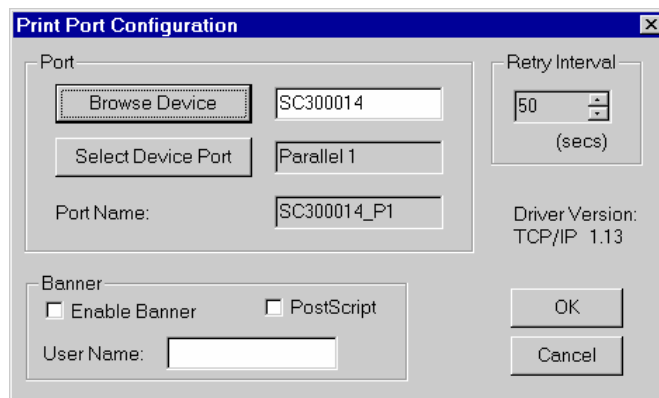 Print Port Configuration
Port
Browse Device
SC300014
Select Device Port
Parallel 1
Port Name:
SC300014_P1
Retry Interval
50
(secs)
Driver Version:
TCP/IP 1.13
Banner
Enable Banner
PostScript
User Name:
OK
Cancel